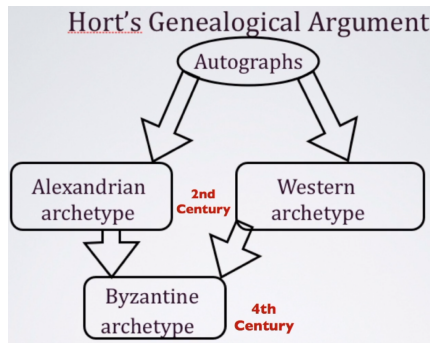 Hort's Genealogical Argument
Autographs
Alexandrian
archetype
2nd
Century
Western
archetype
Byzantine
archetype
4th
Century